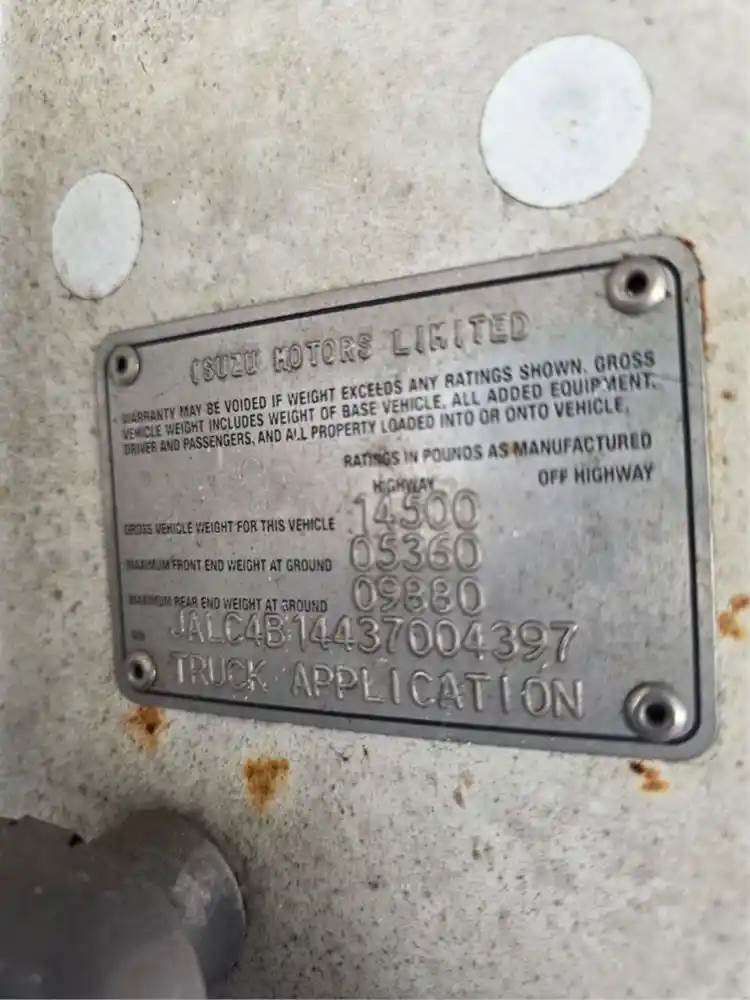 ISUZU MOTORS LIMITED
WARRANTY MAY BE VOIDED IF WEIGHT EXCEEDS ANY RATINGS SHOWN. GROSS
VEHICLE WEIGHT INCLUDES WEIGHT OF BASE VEHICLE, ALL ADDED EQUIPMENT,
DRIVER AND PASSENGERS, AND ALL PROPERTY LOADED INTO OR ONTO VEHICLE.
RATINGS IN POUNDS AS MANUFACTURED
HIGHWAY OFF HIGHWAY
GROSS VEHICLE WEIGHT FOR THIS VEHICLE 14500
MAXIMUM FRONT END WEIGHT AT GROUND 05360
MAXIMUM REAR END WEIGHT AT GROUND 09880
VIN JALC4B14437004397
TRUCK APPLICATION